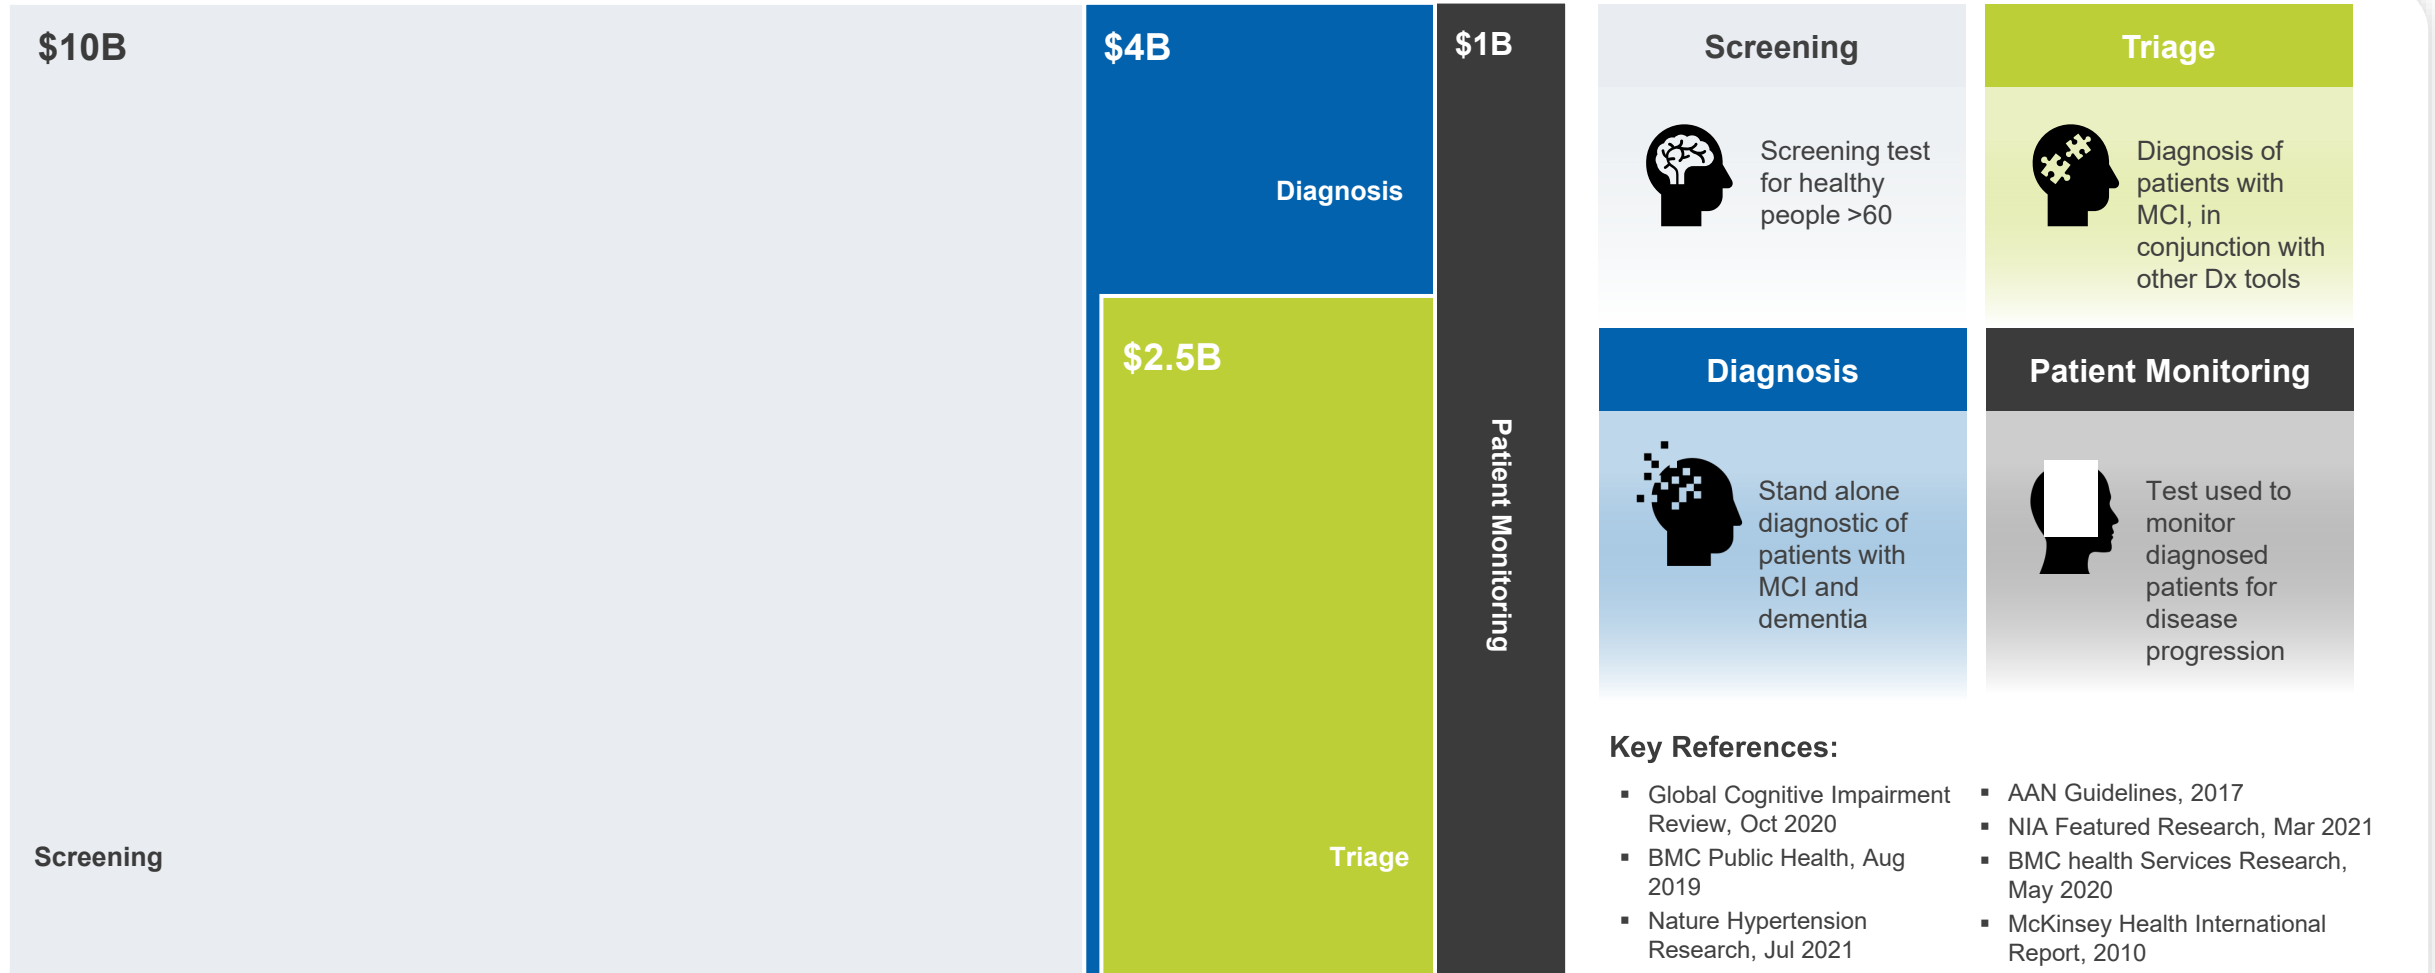 $10B
Screening
$4B
Diagnosis
$2.5B
Triage
$1B
Patient Monitoring
Screening
Screening test
for healthy
people >60
Triage
Diagnosis of
patients with
MCI, in
conjunction with
other Dx tools
Diagnosis
Stand alone
diagnostic of
patients with
MCI and
dementia
Patient Monitoring
Test used to
monitor
diagnosed
patients for
disease
progression
Key References:
▪ Global Cognitive Impairment
Review, Oct 2020
▪ BMC Public Health, Aug
2019
▪ Nature Hypertension
Research, Jul 2021
▪ AAN Guidelines, 2017
▪ NIA Featured Research, Mar 2021
▪ BMC health Services Research,
May 2020
▪ McKinsey Health International
Report, 2010